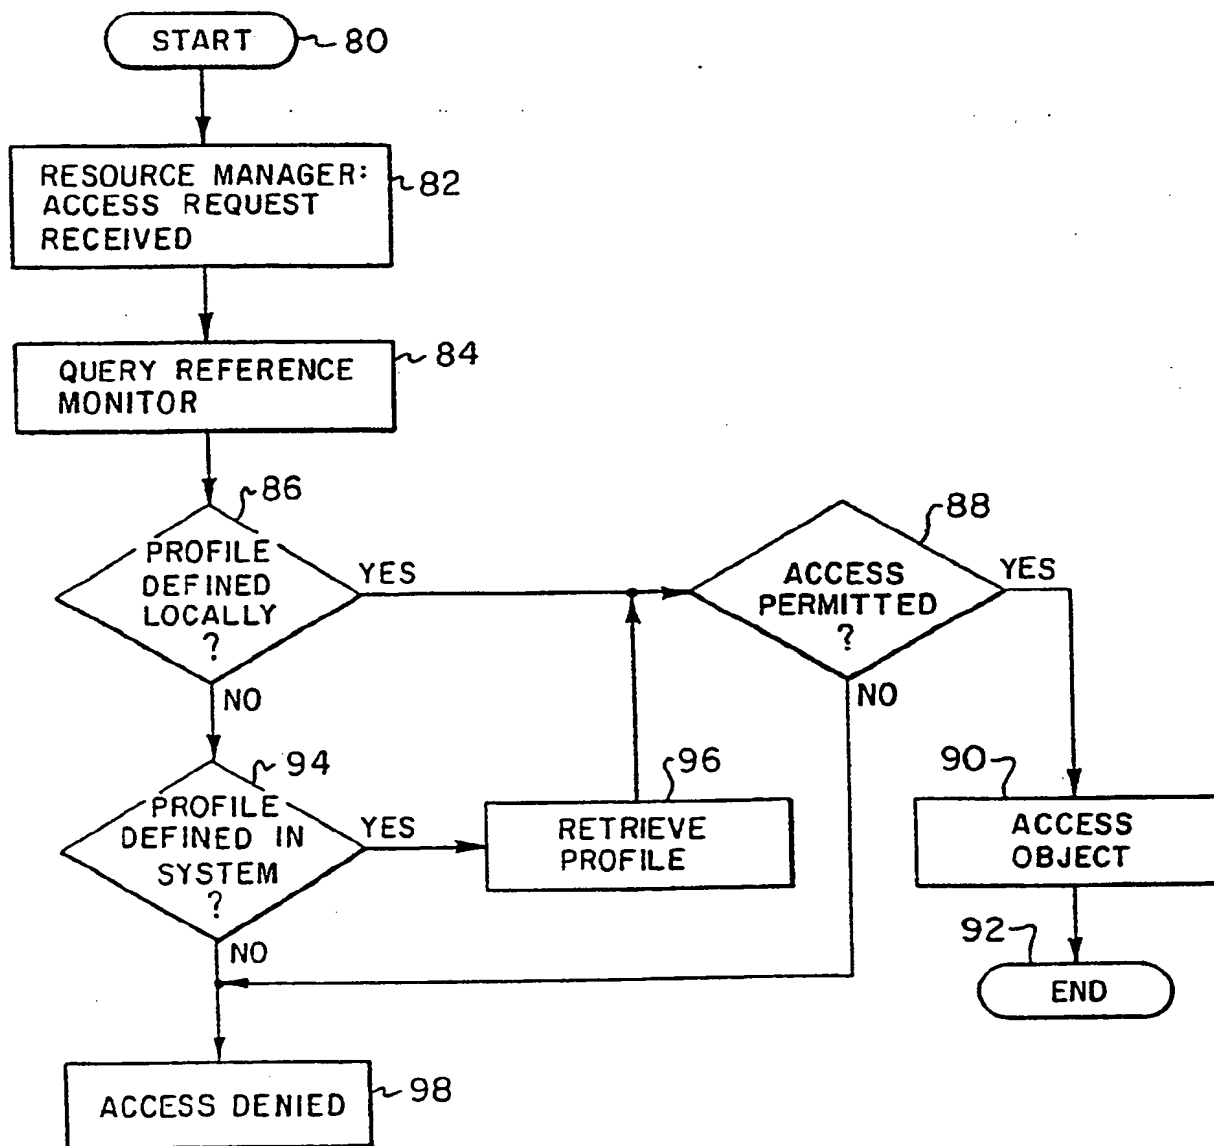 START
80
RESOURCE MANAGER:
ACCESS REQUEST
RECEIVED
82
QUERY REFERENCE
MONITOR
84
86
PROFILE
DEFINED
LOCALLY
?
YES
NO
88
ACCESS
PERMITTED
?
YES
NO
94
PROFILE
DEFINED IN
SYSTEM
?
YES
NO
96
RETRIEVE
PROFILE
90
ACCESS
OBJECT
92
END
ACCESS DENIED
98